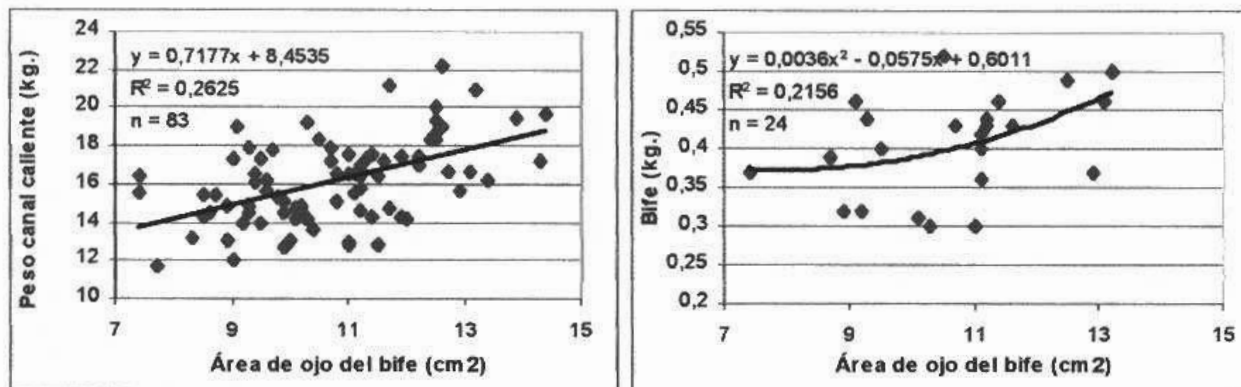 24
22
20
18
16
14
12
10
Peso canal caliente (kg.)
y = 0,7177x + 8,4535
R² = 0,2625
n = 83
7 9 11 13 15
Área de ojo del bife (cm2)
0,55
0,5
0,45
0,4
0,35
0,3
0,25
0,2
Bife (kg.)
y = 0,0036x² - 0,0575x + 0,6011
R² = 0,2156
n = 24
7 9 11 13 15
Área de ojo del bife (cm2)